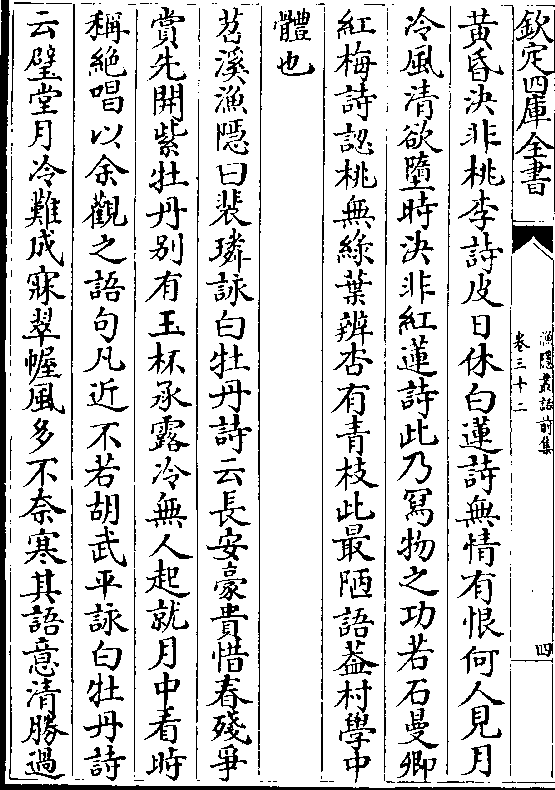 欽定四庫全書
漁隱叢話前集
卷三十二
四
黄昏決非桃李詩皮日休白蓮詩無情有恨何人見月
冷風清欲墮時決非紅蓮詩此乃冩物之功若石曼卿
紅梅詩認桃無綠葉辨杏有青枝此最陋語葢村學中
體也
苕溪漁隱曰裴璘詠白牡丹詩云長安豪貴惜春殘爭
賞先開紫牡丹别有玉杯承露冷無人起就月中看時
稱絶唱以余觀之語句凡近不若胡武平詠白牡丹詩
云璧堂月冷難成寐翠幄風多不奈寒其語意清勝過